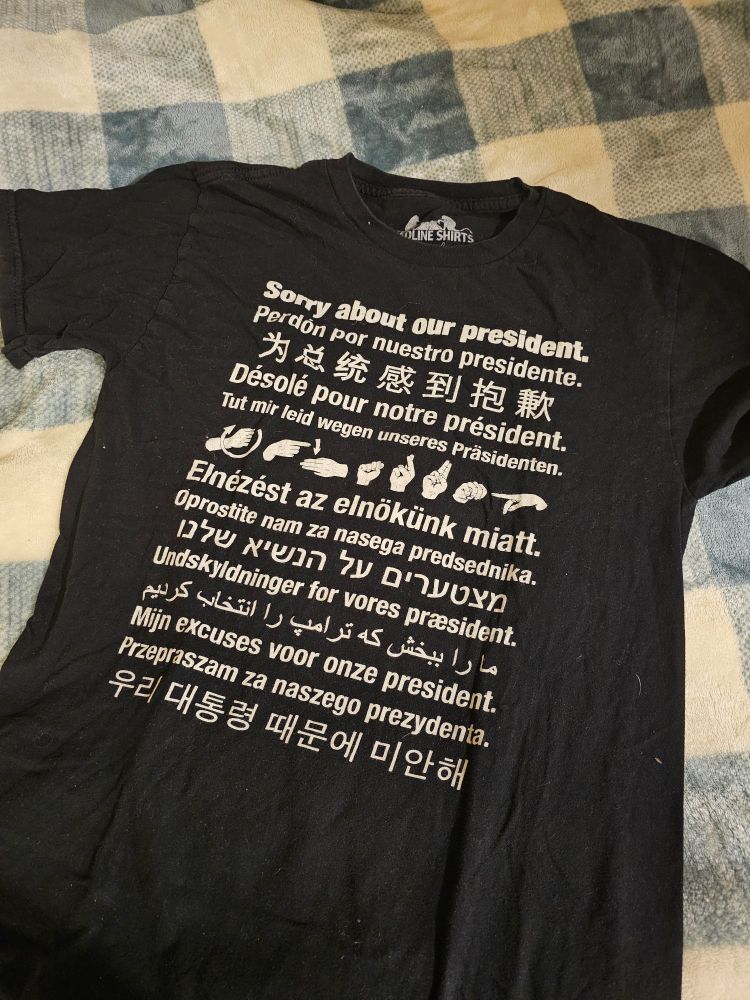 OLINE SHIRTS
Sorry about our president.
Perdón por nuestro presidente.
为总统感到抱歉
Désolé pour notre président.
Tut mir leid wegen unseres Präsidenten.
Elnézést az elnökünk miatt.
Oprostite nam za nasega predsednika.
מצטערים על הנשיא שלנו
Undskyldninger for vores præsident.
ما را ببخش که ترامپ را انتخاب کردیم
Mijn excuses voor onze president.
Przepraszam za naszego prezydenta.
우리 대통령 때문에 미안해